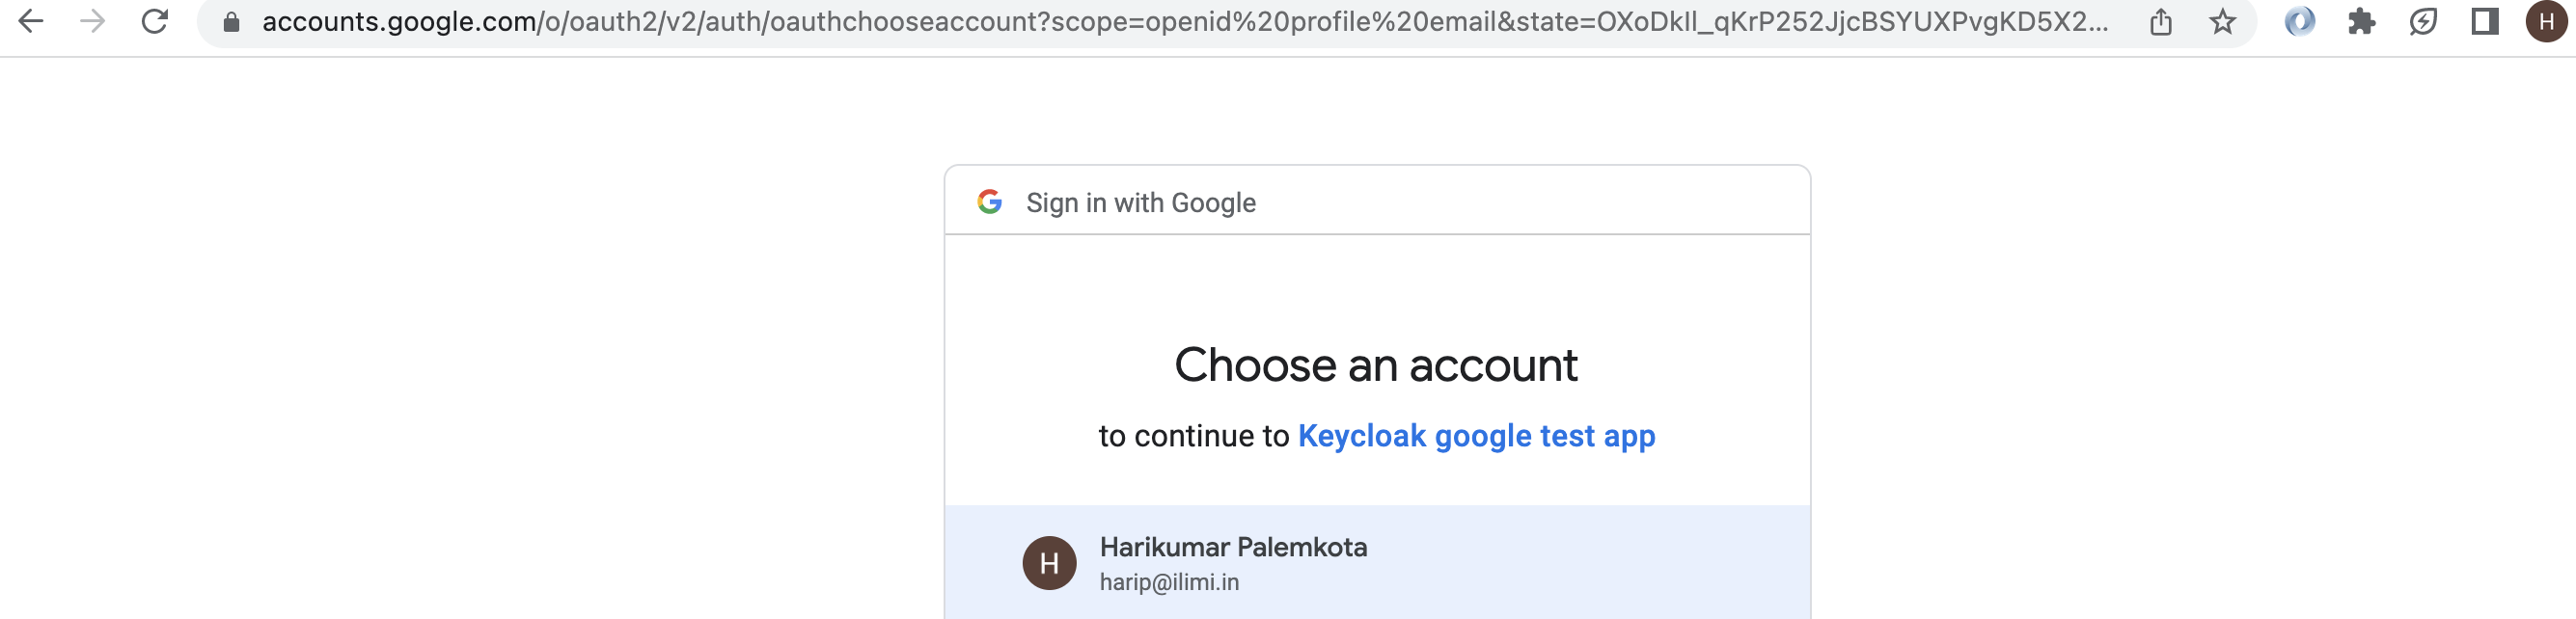 accounts.google.com/o/oauth2/v2/auth/oauthchooseaccount?scope=openid%20profile%20email&state=OXoDkIl_qKrP252JjcBSYUXPvgKD5X2...
H
Sign in with Google
Choose an account
to continue to Keycloak google test app
H
Harikumar Palemkota
harip@ilimi.in